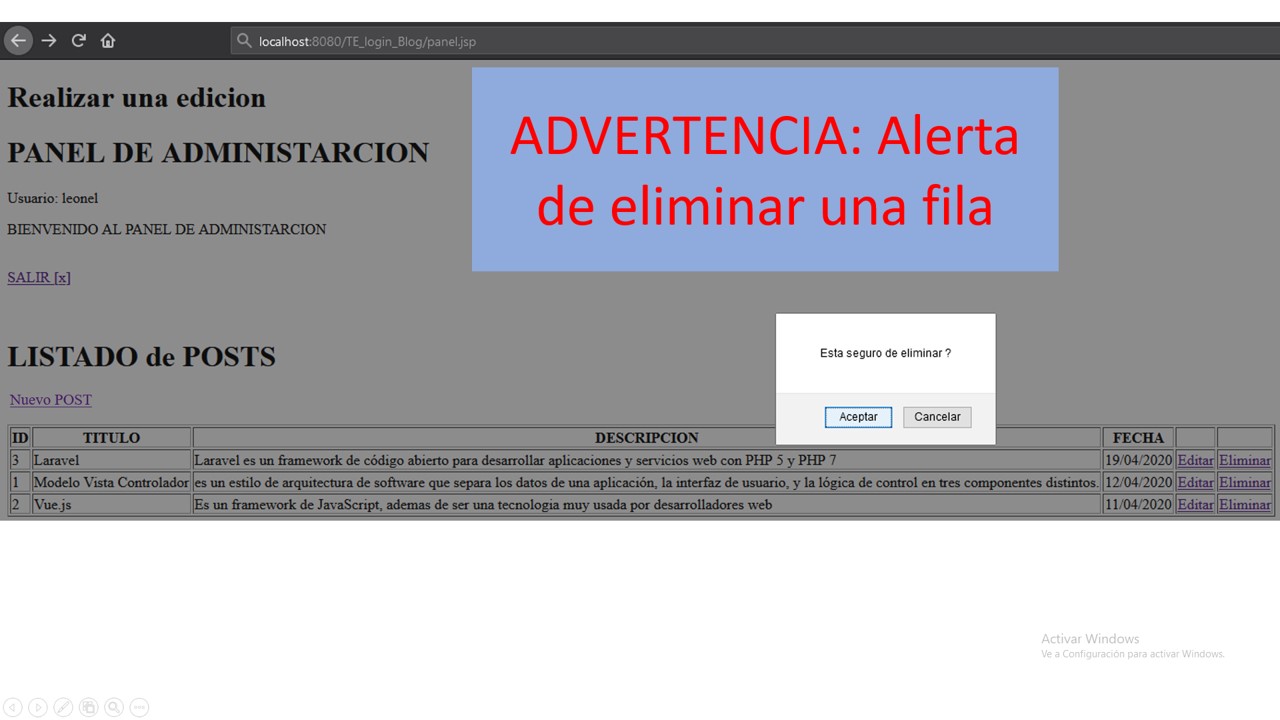 localhost:8080/TE_login_Blog/panel.jsp
Realizar una edicion
ADVERTENCIA: Alerta
de eliminar una fila
PANEL DE ADMINISTARCION
Usuario: leonel
BIENVENIDO AL PANEL DE ADMINISTARCION
SALIR [x]
Esta seguro de eliminar ?
Aceptar Cancelar
LISTADO de POSTS
Nuevo POST
ID TITULO DESCRIPCION FECHA
3 Laravel Laravel es un framework de código abierto para desarrollar aplicaciones y servicios web con PHP 5 y PHP 7 19/04/2020 Editar Eliminar
1 Modelo Vista Controlador es un estilo de arquitectura de software que separa los datos de una aplicación, la interfaz de usuario, y la lógica de control en tres componentes distintos. 12/04/2020 Editar Eliminar
2 Vue.js Es un framework de JavaScript, ademas de ser una tecnologia muy usada por desarrolladores web 11/04/2020 Editar Eliminar
Activar Windows
Ve a Configuración para activar Windows.